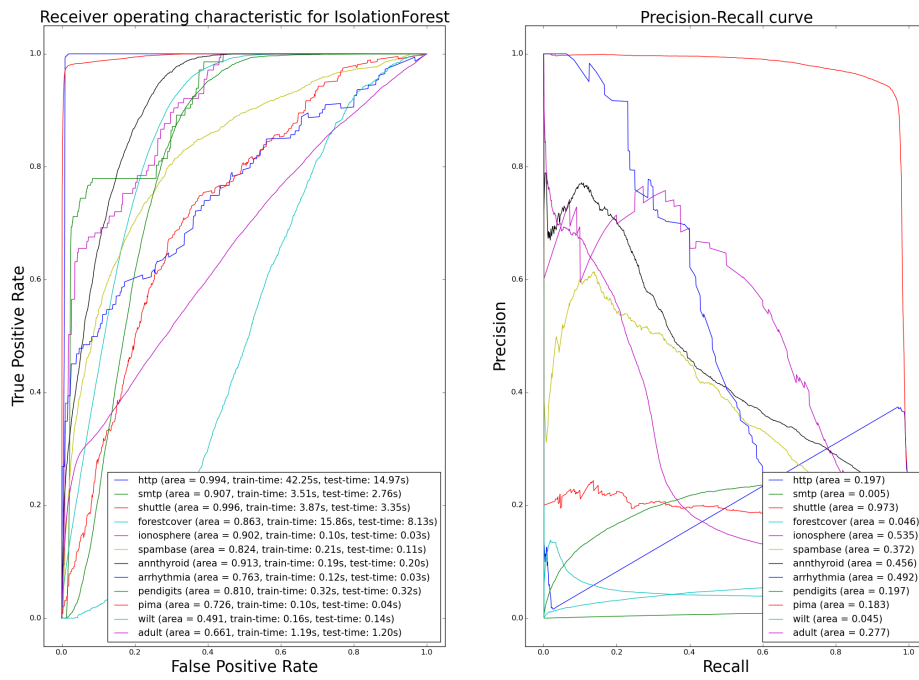 Receiver operating characteristic for IsolationForest
1.0
0.8
0.6
0.4
0.2
0.0
True Positive Rate
http (area = 0.994, train-time: 42.25s, test-time: 14.97s)
smtp (area = 0.907, train-time: 3.51s, test-time: 2.76s)
shuttle (area = 0.996, train-time: 3.87s, test-time: 3.35s)
forestcover (area = 0.863, train-time: 15.86s, test-time: 8.13s)
ionosphere (area = 0.902, train-time: 0.10s, test-time: 0.03s)
spambase (area = 0.824, train-time: 0.21s, test-time: 0.11s)
annthyroid (area = 0.913, train-time: 0.19s, test-time: 0.20s)
arrhythmia (area = 0.763, train-time: 0.12s, test-time: 0.03s)
pendigits (area = 0.810, train-time: 0.32s, test-time: 0.32s)
pima (area = 0.726, train-time: 0.10s, test-time: 0.04s)
wilt (area = 0.491, train-time: 0.16s, test-time: 0.14s)
adult (area = 0.661, train-time: 1.19s, test-time: 1.20s)
0.0 0.2 0.4 0.6 0.8 1.0
False Positive Rate
Precision-Recall curve
1.0
0.8
0.6
0.4
0.2
0.0
Precision
http (area = 0.197)
smtp (area = 0.005)
shuttle (area = 0.973)
forestcover (area = 0.046)
ionosphere (area = 0.535)
spambase (area = 0.372)
annthyroid (area = 0.456)
arrhythmia (area = 0.492)
pendigits (area = 0.197)
pima (area = 0.183)
wilt (area = 0.045)
adult (area = 0.277)
0.0 0.2 0.4 0.6 0.8 1.0
Recall